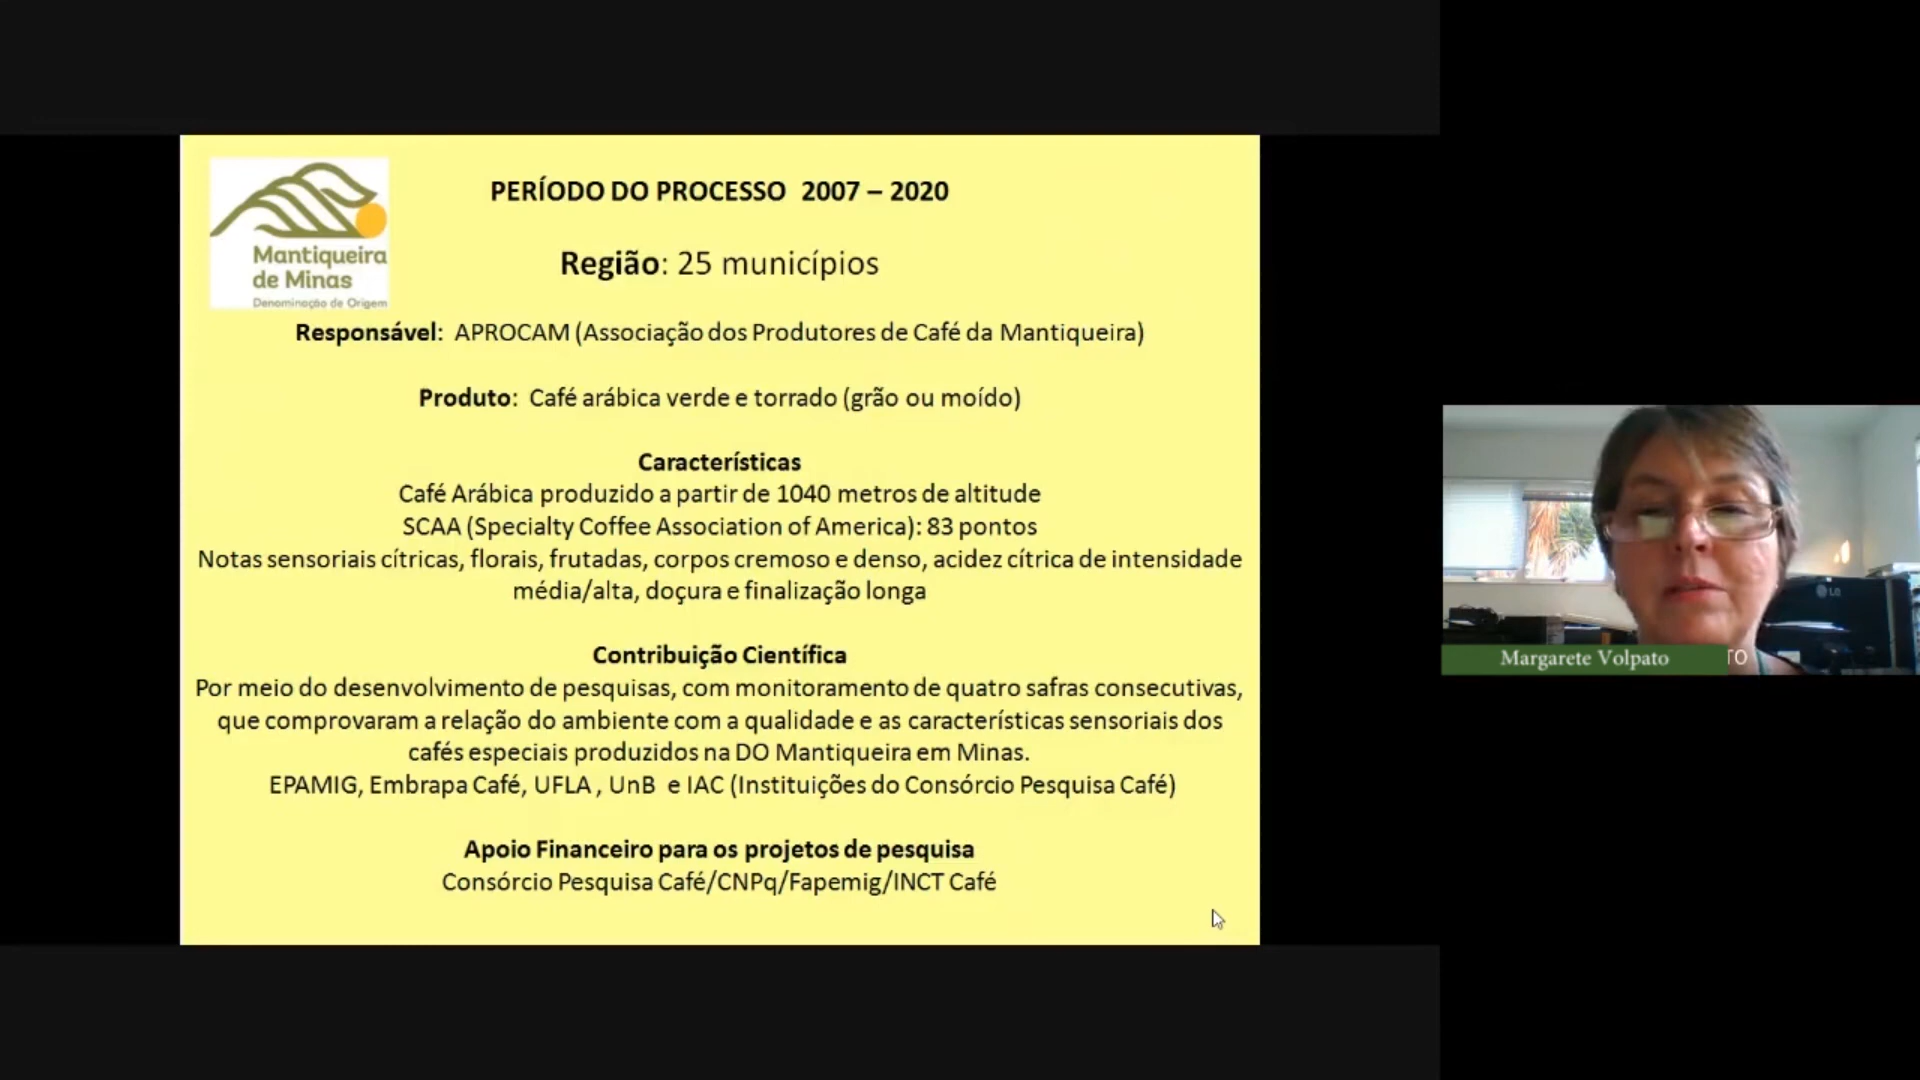 PERÍODO DO PROCESSO 2007 – 2020
Mantiqueira
de Minas
Denominação de Origem
Região: 25 municípios
Responsável: APROCAM (Associação dos Produtores de Café da Mantiqueira)
Produto: Café arábica verde e torrado (grão ou moído)
Características
Café Arábica produzido a partir de 1040 metros de altitude
SCAA (Specialty Coffee Association of America): 83 pontos
Notas sensoriais cítricas, florais, frutadas, corpos cremoso e denso, acidez cítrica de intensidade
média/alta, doçura e finalização longa
Contribuição Científica
Por meio do desenvolvimento de pesquisas, com monitoramento de quatro safras consecutivas,
que comprovaram a relação do ambiente com a qualidade e as características sensoriais dos
cafés especiais produzidos na DO Mantiqueira em Minas.
EPAMIG, Embrapa Café, UFLA , UnB e IAC (Instituições do Consórcio Pesquisa Café)
Apoio Financeiro para os projetos de pesquisa
Consórcio Pesquisa Café/CNPq/Fapemig/INCT Café
LG
Margarete Volpato TO